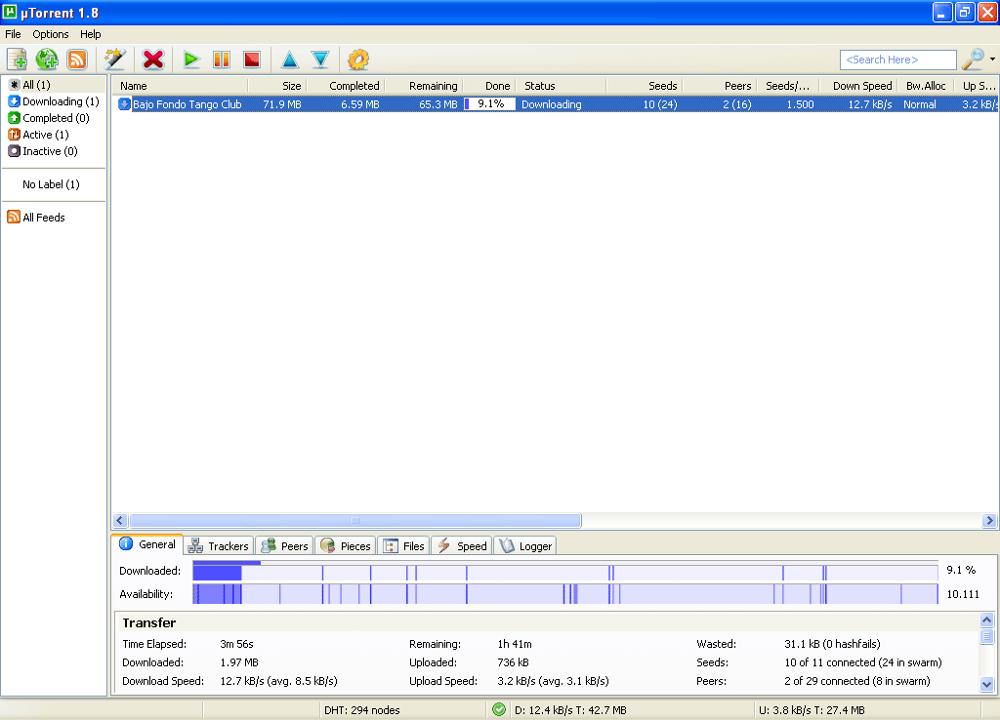 µTorrent 1.8
File Options Help
<Search Here>
All (1)
Downloading (1)
Completed (0)
Active (1)
Inactive (0)
No Label (1)
All Feeds
Name Size Completed Remaining Done Status Seeds Peers Seeds/... Down Speed Bw.Alloc Up S...
Bajo Fondo Tango Club 71.9 MB 6.59 MB 65.3 MB 9.1% Downloading 10 (24) 2 (16) 1.500 12.7 kB/s Normal 3.2 kB/s
General Trackers Peers Pieces Files Speed Logger
Downloaded: 9.1 %
Availability: 10.111
Transfer
Time Elapsed: 3m 56s Remaining: 1h 41m Wasted: 31.1 kB (0 hashfails)
Downloaded: 1.97 MB Uploaded: 736 kB Seeds: 10 of 11 connected (24 in swarm)
Download Speed: 12.7 kB/s (avg. 8.5 kB/s) Upload Speed: 3.2 kB/s (avg. 3.1 kB/s) Peers: 2 of 29 connected (8 in swarm)
DHT: 294 nodes D: 12.4 kB/s T: 42.7 MB U: 3.8 kB/s T: 27.4 MB